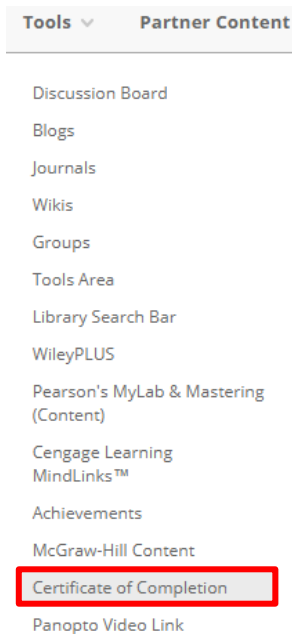 Tools Partner Content
Discussion Board
Blogs
Journals
Wikis
Groups
Tools Area
Library Search Bar
WileyPLUS
Pearson's MyLab & Mastering
(Content)
Cengage Learning
MindLinks™
Achievements
McGraw-Hill Content
Certificate of Completion
Panopto Video Link